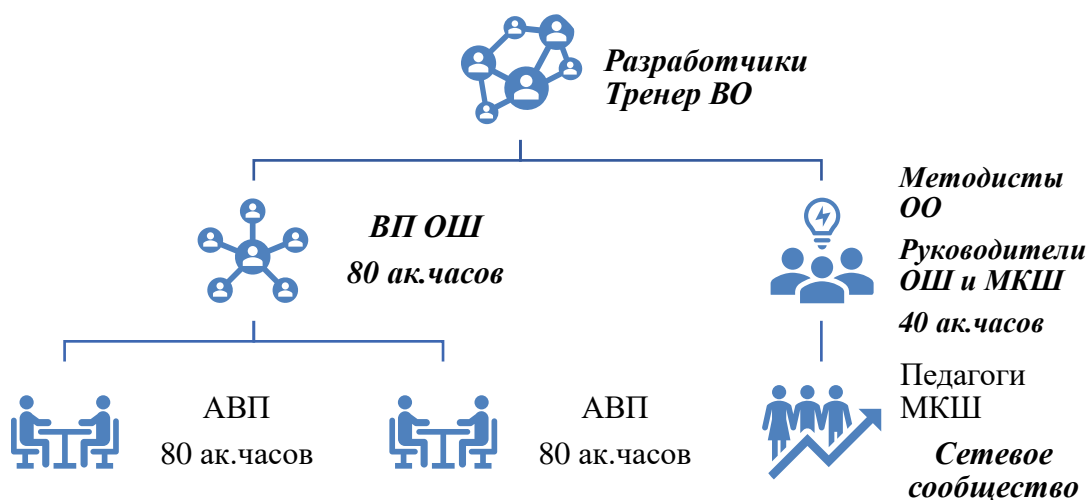 Разработчики
Тренер ВО
ВП ОШ
80 ак.часов
Методисты
ОО
Руководители
ОШ и МКШ
40 ак.часов
АВП
80 ак.часов
АВП
80 ак.часов
Педагоги
МКШ
Сетевое
сообщество